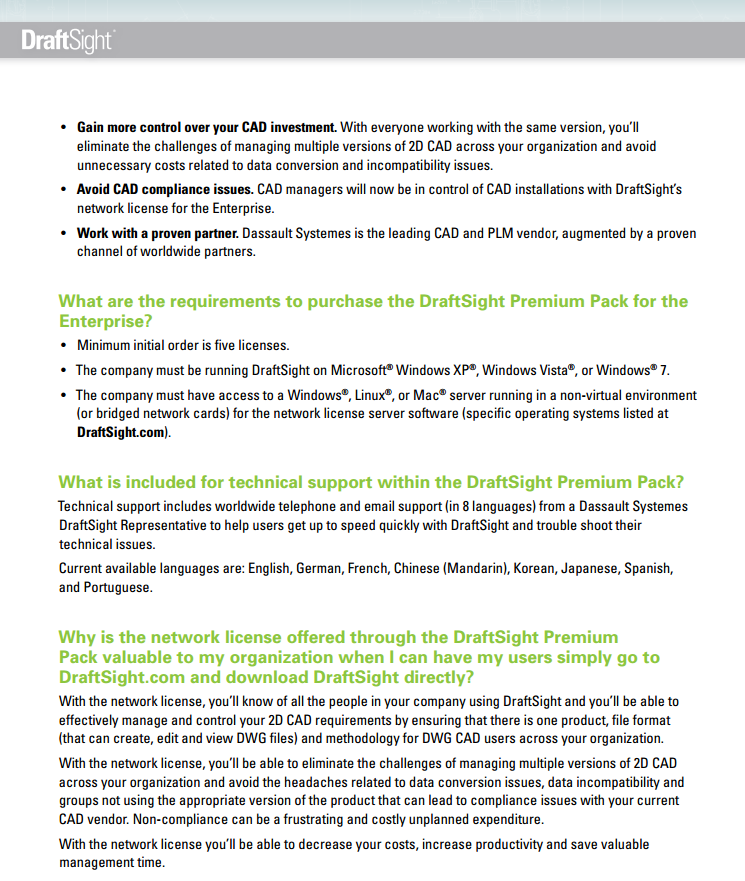 DraftSight®
• Gain more control over your CAD investment. With everyone working with the same version, you’ll
eliminate the challenges of managing multiple versions of 2D CAD across your organization and avoid
unnecessary costs related to data conversion and incompatibility issues.
• Avoid CAD compliance issues. CAD managers will now be in control of CAD installations with DraftSight’s
network license for the Enterprise.
• Work with a proven partner. Dassault Systemes is the leading CAD and PLM vendor, augmented by a proven
channel of worldwide partners.
What are the requirements to purchase the DraftSight Premium Pack for the
Enterprise?
• Minimum initial order is five licenses.
• The company must be running DraftSight on Microsoft® Windows XP®, Windows Vista®, or Windows® 7.
• The company must have access to a Windows®, Linux®, or Mac® server running in a non-virtual environment
(or bridged network cards) for the network license server software (specific operating systems listed at
DraftSight.com).
What is included for technical support within the DraftSight Premium Pack?
Technical support includes worldwide telephone and email support (in 8 languages) from a Dassault Systemes
DraftSight Representative to help users get up to speed quickly with DraftSight and trouble shoot their
technical issues.
Current available languages are: English, German, French, Chinese (Mandarin), Korean, Japanese, Spanish,
and Portuguese.
Why is the network license offered through the DraftSight Premium
Pack valuable to my organization when I can have my users simply go to
DraftSight.com and download DraftSight directly?
With the network license, you’ll know of all the people in your company using DraftSight and you’ll be able to
effectively manage and control your 2D CAD requirements by ensuring that there is one product, file format
(that can create, edit and view DWG files) and methodology for DWG CAD users across your organization.
With the network license, you’ll be able to eliminate the challenges of managing multiple versions of 2D CAD
across your organization and avoid the headaches related to data conversion issues, data incompatibility and
groups not using the appropriate version of the product that can lead to compliance issues with your current
CAD vendor. Non-compliance can be a frustrating and costly unplanned expenditure.
With the network license you’ll be able to decrease your costs, increase productivity and save valuable
management time.